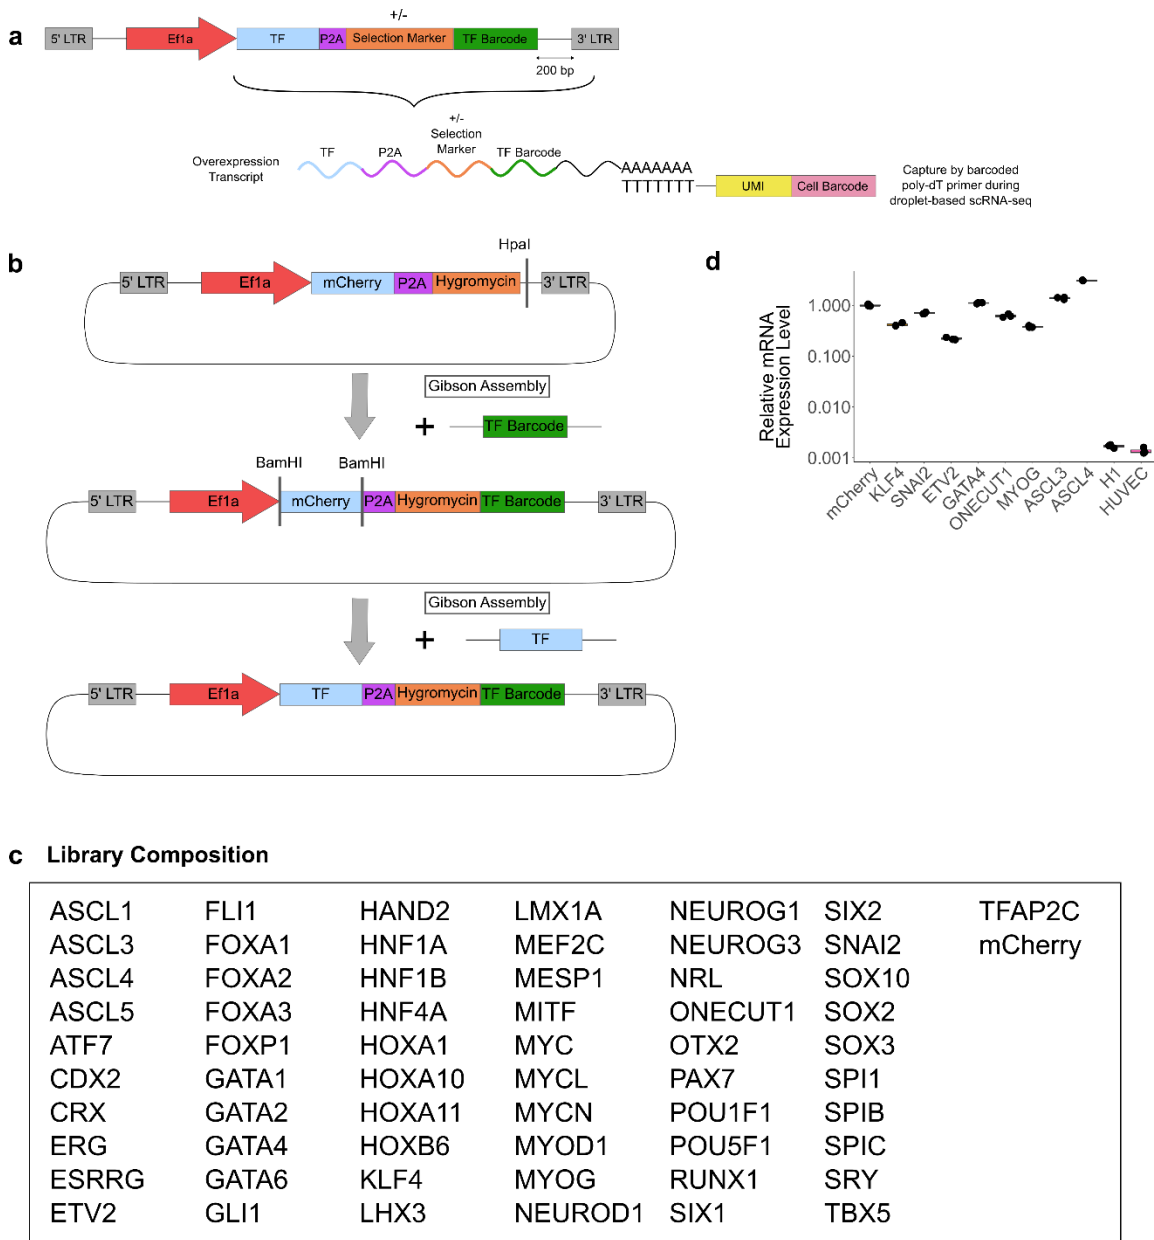 a
+/-
5' LTR Ef1a TF P2A Selection Marker TF Barcode 3' LTR
200 bp
+/-
Selection
Marker
TF P2A TF Barcode
Overexpression
Transcript
AAAAAAA
TTTTTTT
UMI Cell Barcode
Capture by barcoded
poly-dT primer during
droplet-based scRNA-seq
b
HpaI
5' LTR Ef1a mCherry P2A Hygromycin 3' LTR
Gibson Assembly
+ TF Barcode
BamHI BamHI
5' LTR Ef1a mCherry P2A Hygromycin TF Barcode 3' LTR
Gibson Assembly
+ TF
5' LTR Ef1a TF P2A Hygromycin TF Barcode 3' LTR
d
Relative mRNA
Expression Level
1.000
0.100
0.010
0.001
mCherry
KLF4
SNAI2
ETV2
GATA4
ONECUT1
MYOG
ASCL3
ASCL4
H1
HUVEC
c Library Composition
ASCL1 FLI1 HAND2 LMX1A NEUROG1 SIX2 TFAP2C
ASCL3 FOXA1 HNF1A MEF2C NEUROG3 SNAI2 mCherry
ASCL4 FOXA2 HNF1B MESP1 NRL SOX10
ASCL5 FOXA3 HNF4A MITF ONECUT1 SOX2
ATF7 FOXP1 HOXA1 MYC OTX2 SOX3
CDX2 GATA1 HOXA10 MYCL PAX7 SPI1
CRX GATA2 HOXA11 MYCN POU1F1 SPIB
ERG GATA4 HOXB6 MYOD1 POU5F1 SPIC
ESRRG GATA6 KLF4 MYOG RUNX1 SRY
ETV2 GLI1 LHX3 NEUROD1 SIX1 TBX5